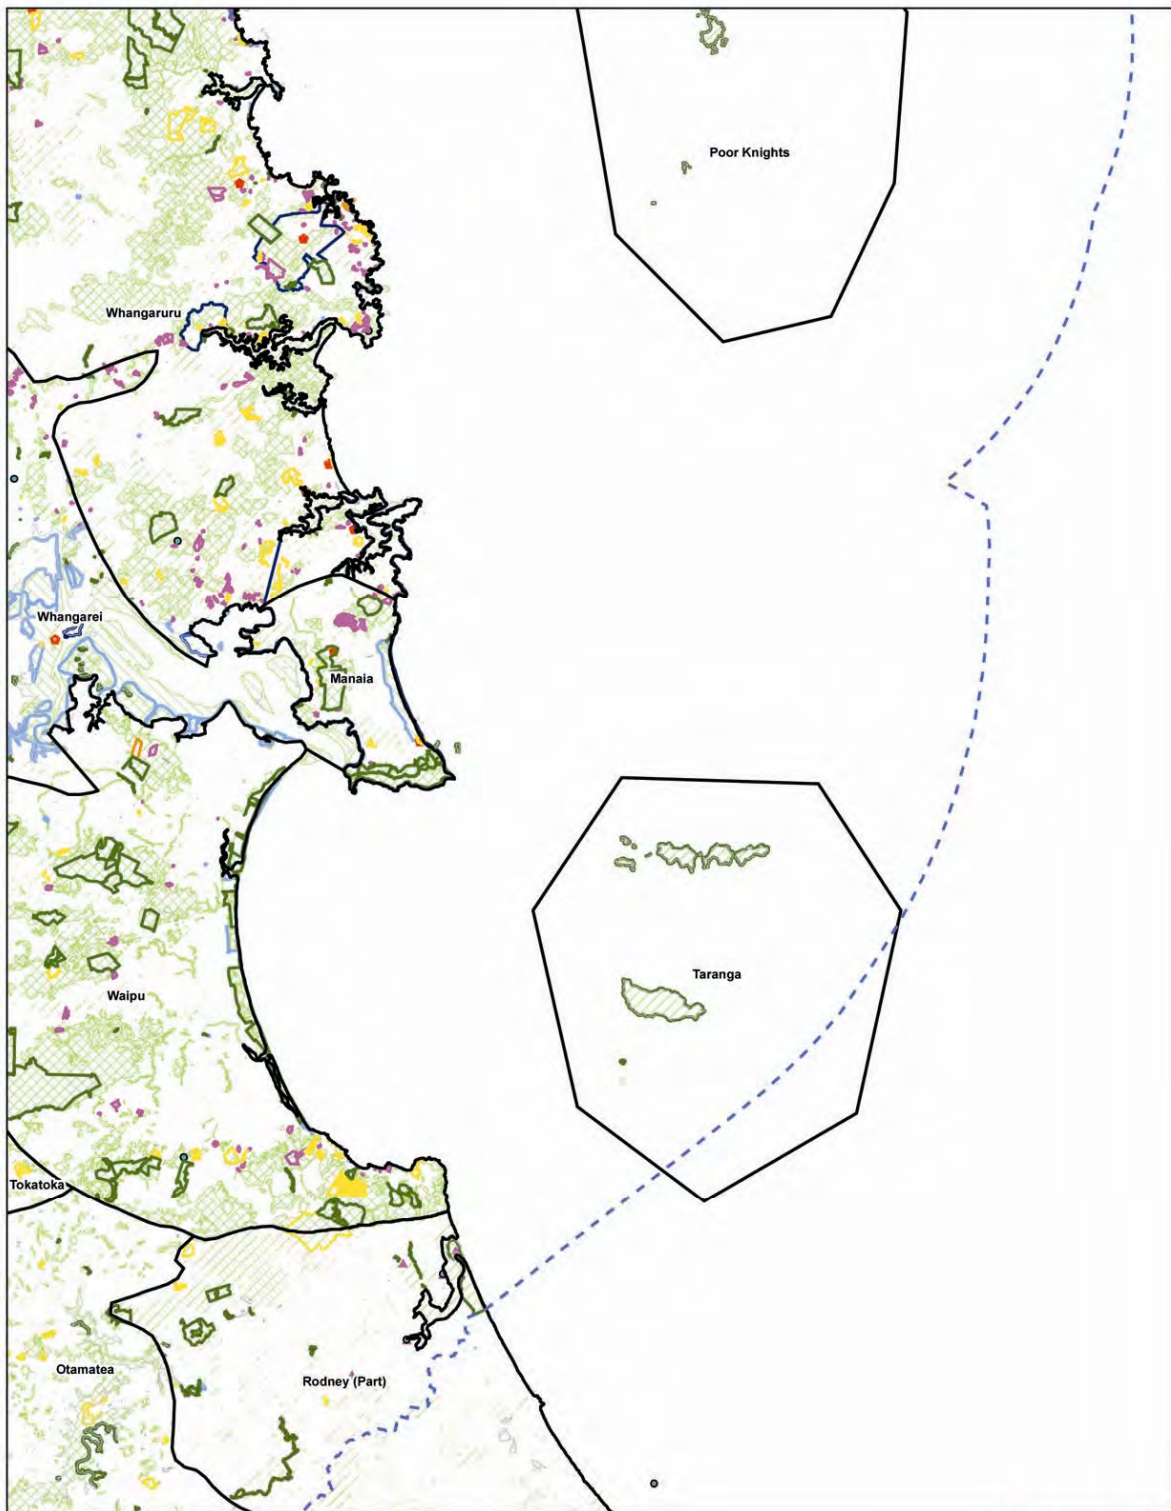 Poor Knights
Whangaruru
Whangarei
Manaia
Taranga
Waipu
Tokatoka
Otamatea
Rodney (Part)